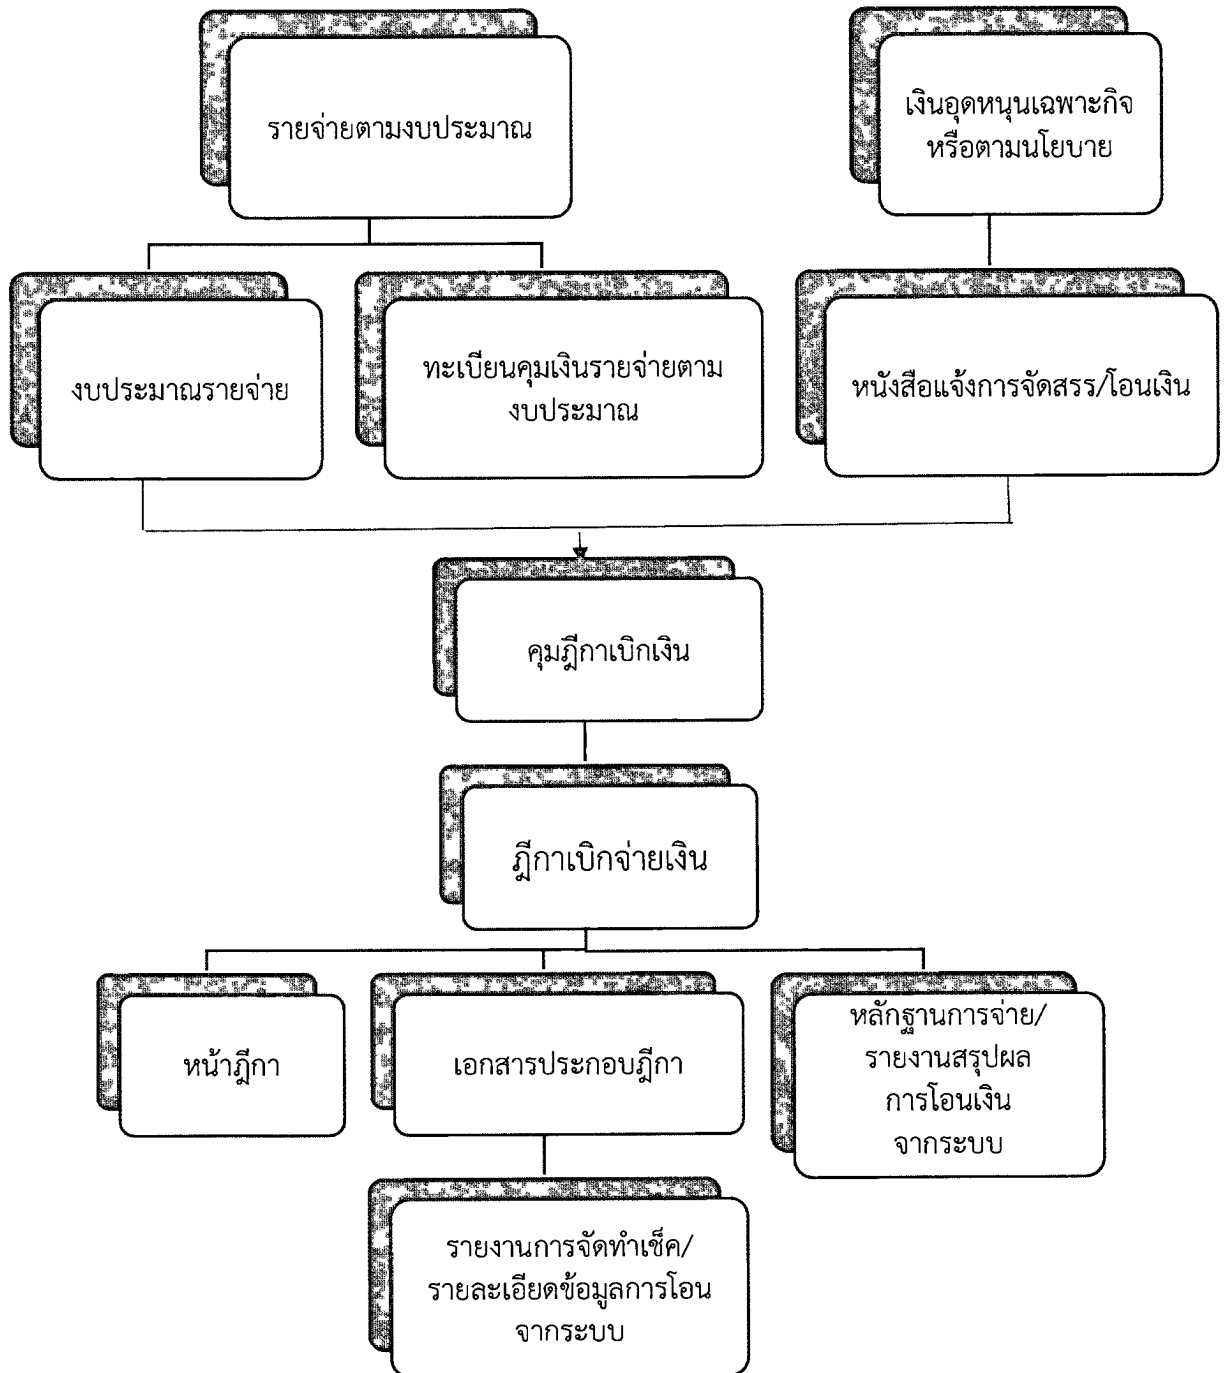 รายจ่ายตามงบประมาณ
เงินอุดหนุนเฉพาะกิจ
หรือตามนโยบาย
งบประมาณรายจ่าย
ทะเบียนคุมเงินรายจ่ายตาม
งบประมาณ
หนังสือแจ้งการจัดสรร/โอนเงิน
คุมฎีกาเบิกเงิน
ฎีกาเบิกจ่ายเงิน
หน้าฎีกา
เอกสารประกอบฎีกา
หลักฐานการจ่าย/
รายงานสรุปผล
การโอนเงิน
จากระบบ
รายงานการจัดทำเช็ค/
รายละเอียดข้อมูลการโอน
จากระบบ